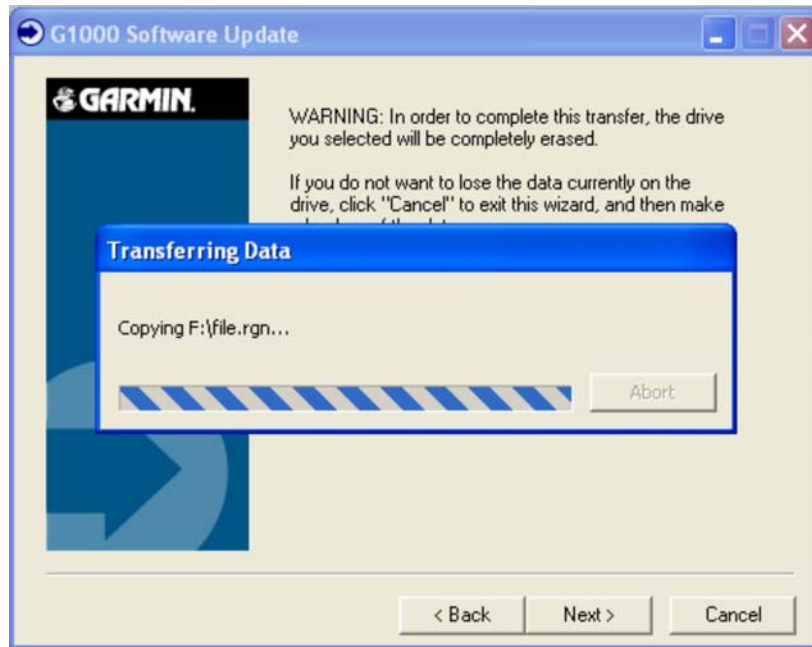 G1000 Software Update
GARMIN.
WARNING: In order to complete this transfer, the drive
you selected will be completely erased.
If you do not want to lose the data currently on the
drive, click "Cancel" to exit this wizard, and then make
Transferring Data
Copying F:\file.rgn...
Abort
< Back
Next >
Cancel